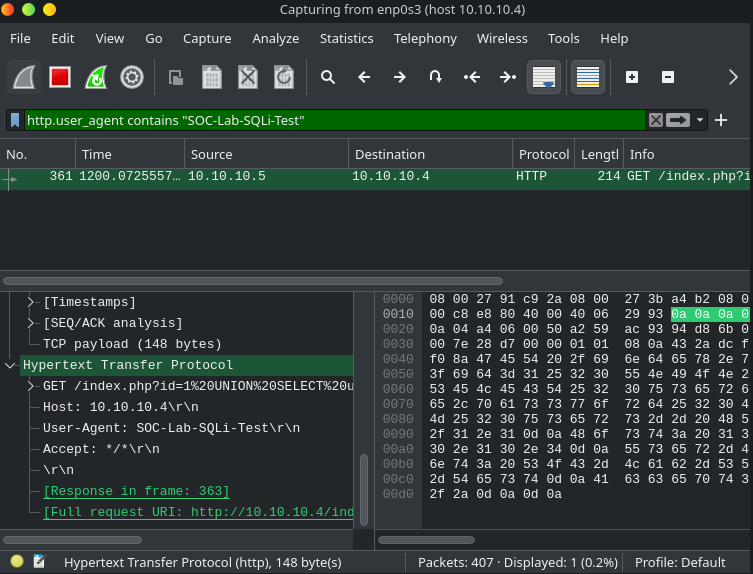 Capturing from enp0s3 (host 10.10.10.4)
File Edit View Go Capture Analyze Statistics Telephony Wireless Tools Help
http.user_agent contains "SOC-Lab-SQLi-Test"
No. Time Source Destination Protocol Lengtl Info
361 1200.0725557… 10.10.10.5 10.10.10.4 HTTP 214 GET /index.php?i
[Timestamps]
[SEQ/ACK analysis]
TCP payload (148 bytes)
Hypertext Transfer Protocol
GET /index.php?id=1%20UNION%20SELECT%20u
Host: 10.10.10.4\r\n
User-Agent: SOC-Lab-SQLi-Test\r\n
Accept: */*\r\n
\r\n
[Response in frame: 363]
[Full request URI: http://10.10.10.4/ind
0000 08 00 27 91 c9 2a 08 00 27 3b a4 b2 08 0
0010 00 c8 e8 80 40 00 40 06 29 93 0a 0a 0a 0
0020 0a 04 a4 06 00 50 a2 59 ac 93 94 d8 6b 0
0030 00 7e 28 d7 00 00 01 01 08 0a 43 2a dc f
0040 f0 8a 47 45 54 20 2f 69 6e 64 65 78 2e 7
0050 3f 69 64 3d 31 25 32 30 55 4e 49 4f 4e 2
0060 53 45 4c 45 43 54 25 32 30 75 73 65 72 6
0070 65 2c 70 61 73 73 77 6f 72 64 25 32 30 4
0080 4d 25 32 30 75 73 65 72 73 2d 2d 20 48 5
0090 2f 31 2e 31 0d 0a 48 6f 73 74 3a 20 31 3
00a0 30 2e 31 30 2e 34 0d 0a 55 73 65 72 2d 4
00b0 6e 74 3a 20 53 4f 43 2d 4c 61 62 2d 53 5
00c0 2d 54 65 73 74 0d 0a 41 63 63 65 70 74 3
00d0 2f 2a 0d 0a 0d 0a
Hypertext Transfer Protocol (http), 148 byte(s) Packets: 407 · Displayed: 1 (0.2%) Profile: Default